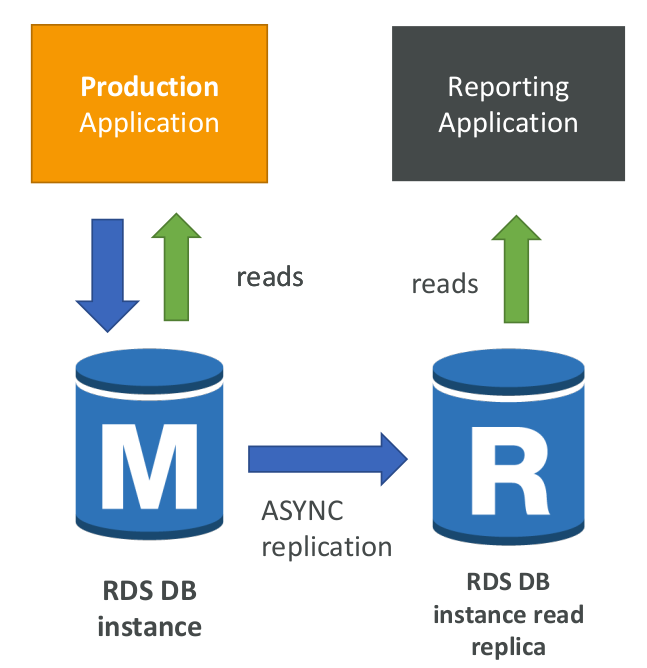 Production
Application
Reporting
Application
reads
reads
M
R
ASYNC
replication
RDS DB
instance
RDS DB
instance read
replica